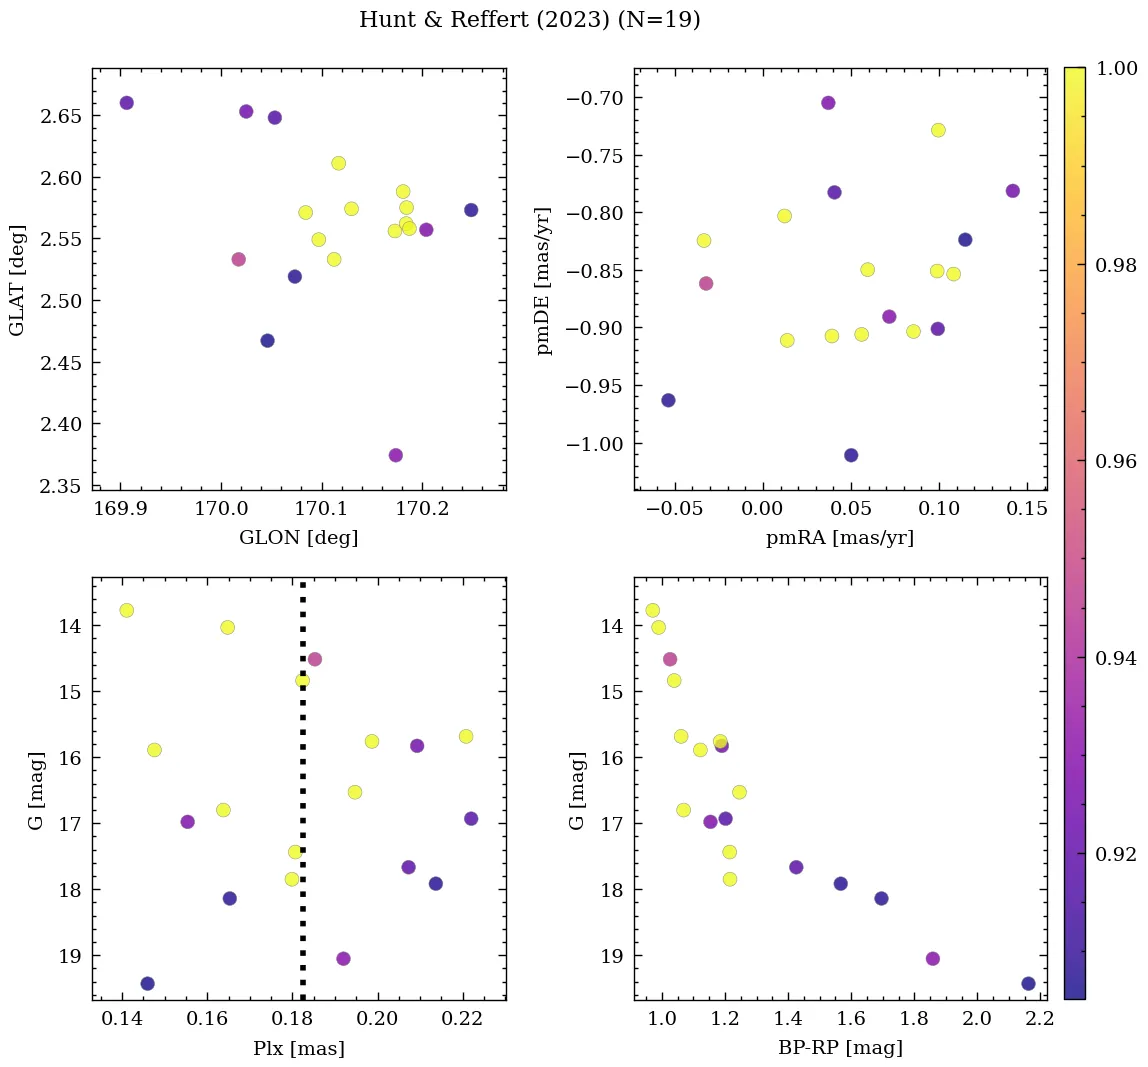 Hunt & Reffert (2023) (N=19)
2.65
2.60
2.55
2.50
2.45
2.40
2.35
GLAT [deg]
169.9 170.0 170.1 170.2
GLON [deg]
−0.70
−0.75
−0.80
−0.85
−0.90
−0.95
−1.00
pmDE [mas/yr]
−0.05 0.00 0.05 0.10 0.15
pmRA [mas/yr]
1.00
0.98
0.96
0.94
0.92
14
15
16
17
18
19
G [mag]
0.14 0.16 0.18 0.20 0.22
Plx [mas]
14
15
16
17
18
19
G [mag]
1.0 1.2 1.4 1.6 1.8 2.0 2.2
BP-RP [mag]